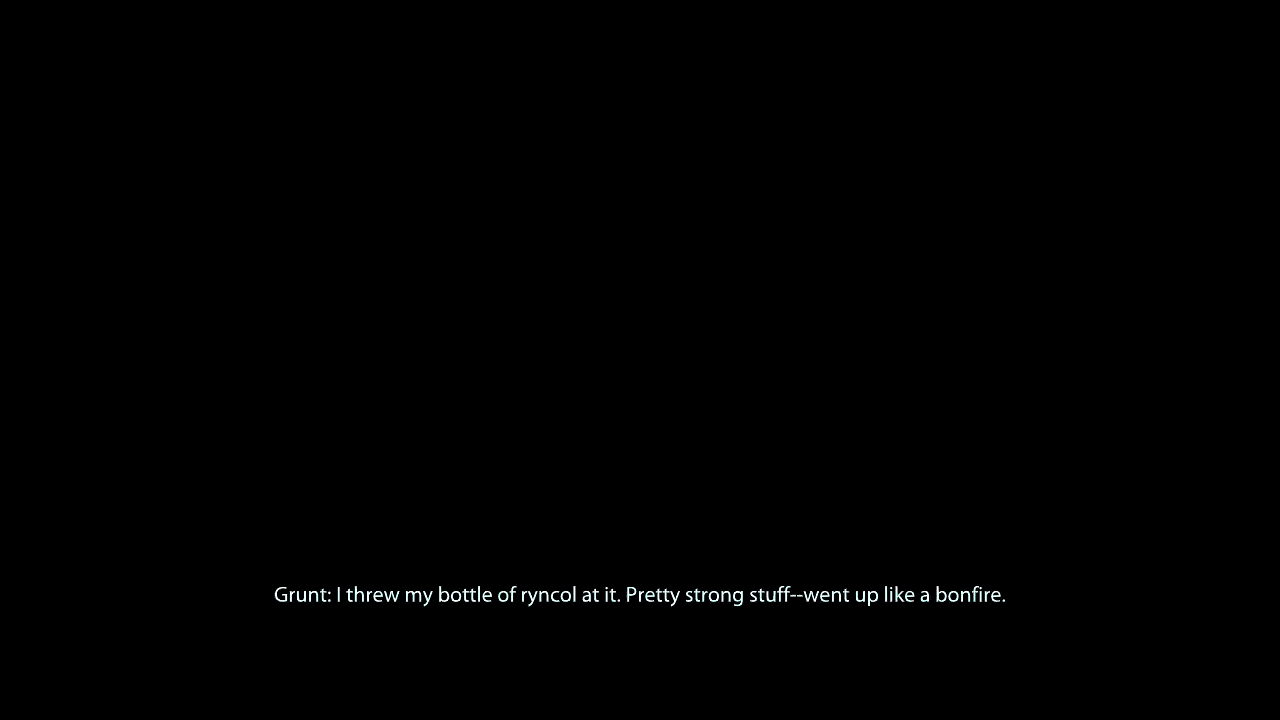 Grunt: I threw my bottle of ryncol at it. Pretty strong stuff--went up like a bonfire.